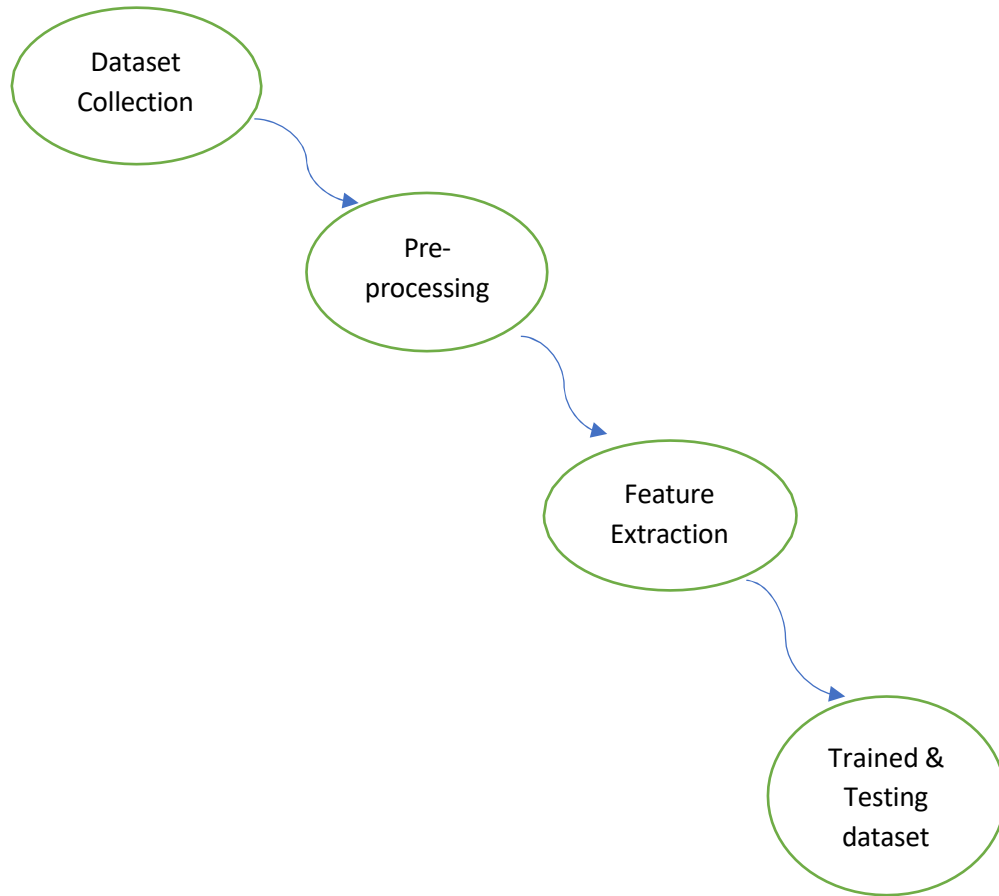 Dataset
Collection
Pre-
processing
Feature
Extraction
Trained &
Testing
dataset